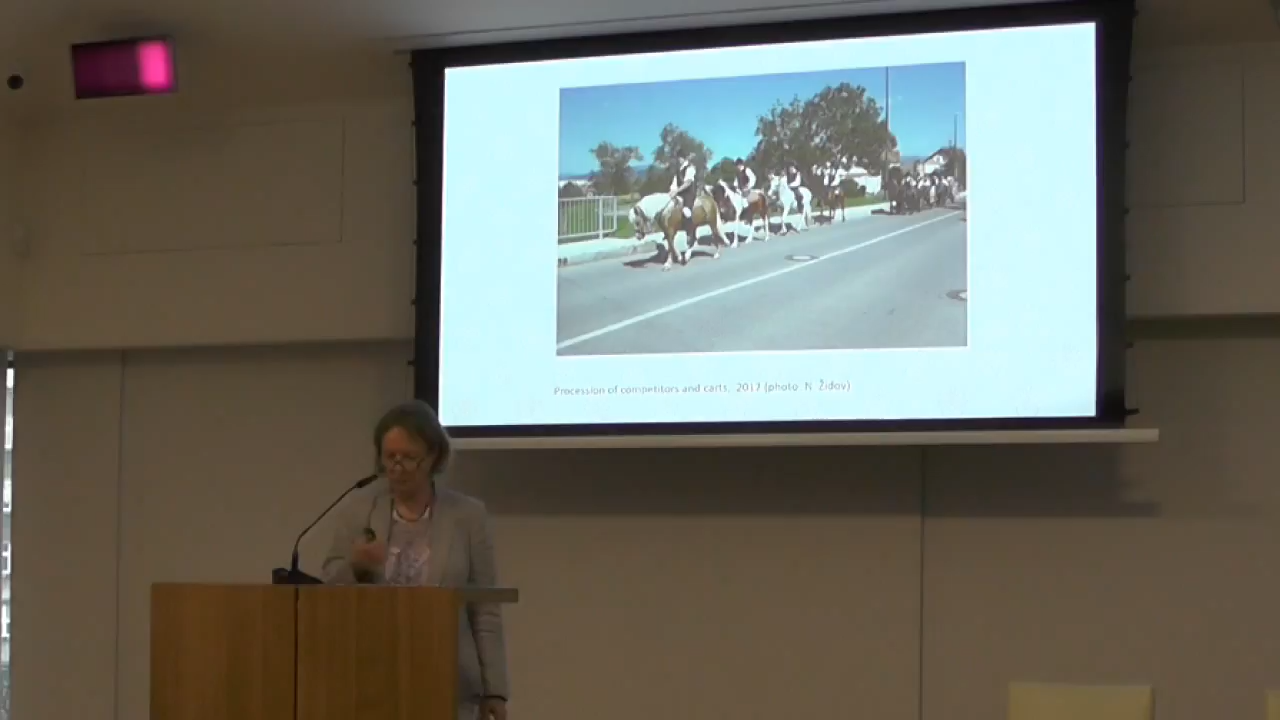 Procession of competitors and carts, 2017 (photo: N. Židov)